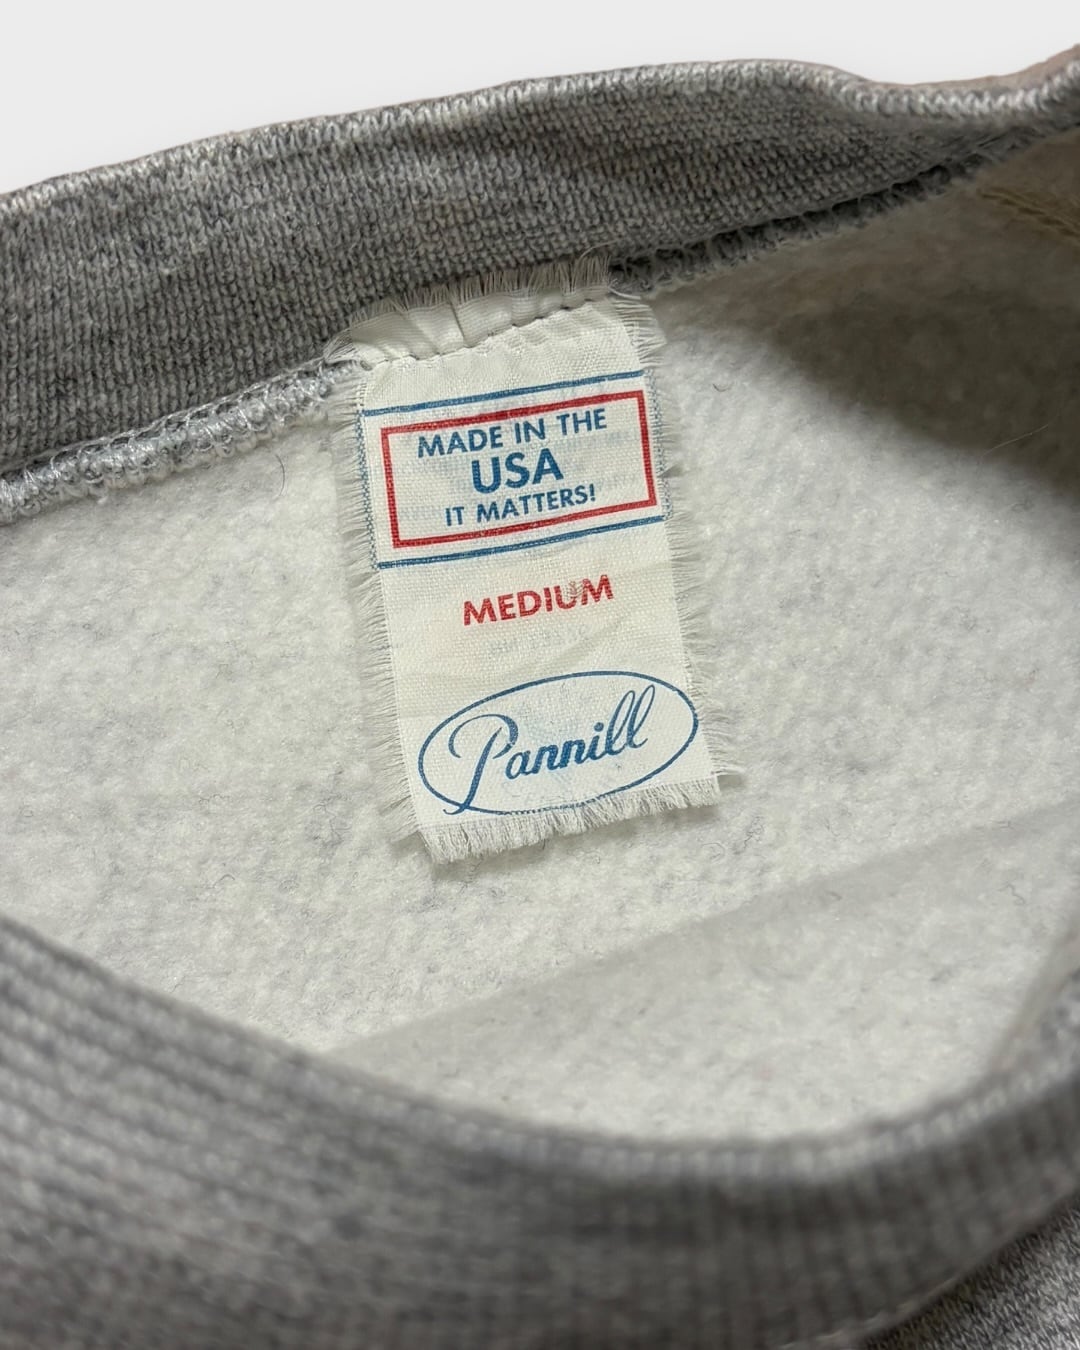 MADE IN THE
USA
IT MATTERS!
MEDIUM
Pannill